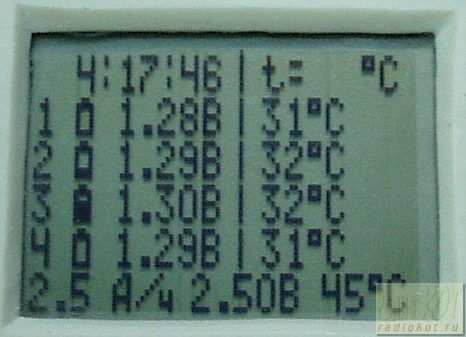 4:17:46 | t= °C
1 1.28В | 31°C
2 1.29В | 32°C
3 1.30В | 32°C
4 1.29В | 31°C
2.5 А/ч 2.50В 45°C
radiokot.ru